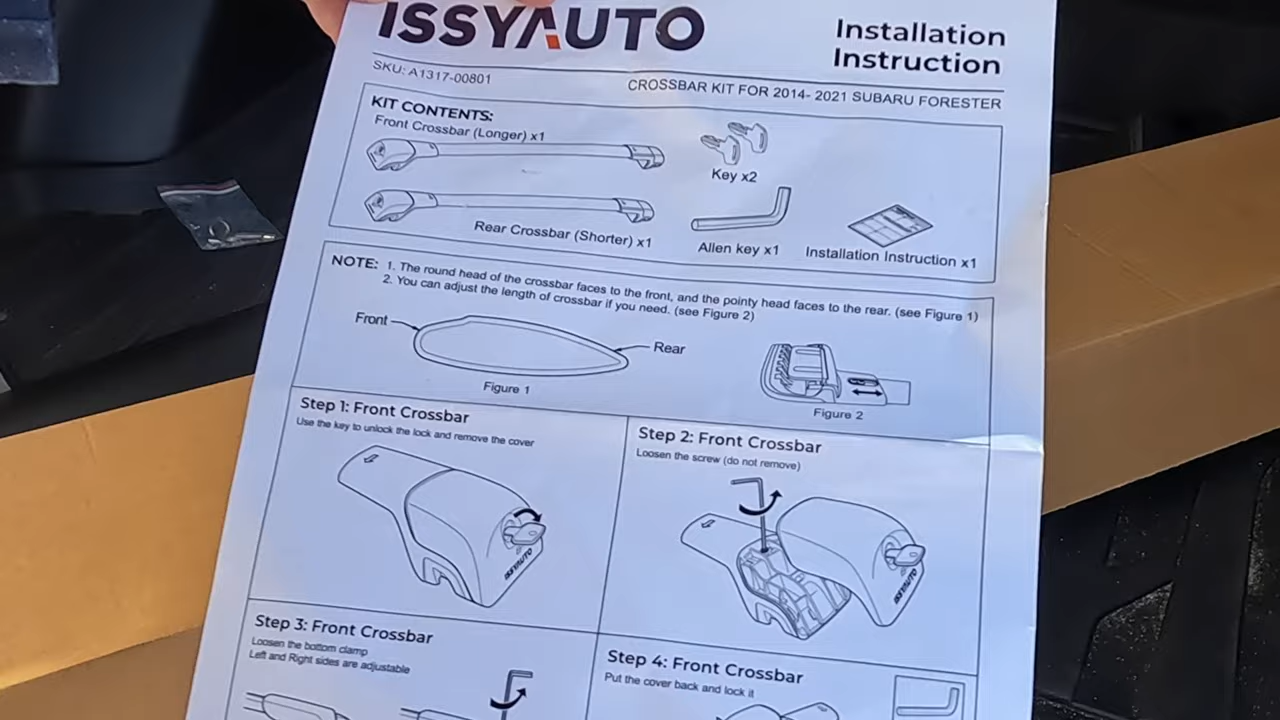 ISSYAUTO
Installation
Instruction
SKU: A1317-00801
CROSSBAR KIT FOR 2014- 2021 SUBARU FORESTER
KIT CONTENTS:
Front Crossbar (Longer) x1
Key x2
Rear Crossbar (Shorter) x1
Allen key x1
Installation Instruction x1
NOTE: 1. The round head of the crossbar faces to the front, and the pointy head faces to the rear. (see Figure 1)
2. You can adjust the length of crossbar if you need. (see Figure 2)
Front
Rear
Figure 1
Figure 2
Step 1: Front Crossbar
Use the key to unlock the lock and remove the cover
ISSYAUTO
Step 2: Front Crossbar
Loosen the screw (do not remove)
ISSYAUTO
Step 3: Front Crossbar
Loosen the bottom clamp
Left and Right sides are adjustable
Step 4: Front Crossbar
Put the cover back and lock it